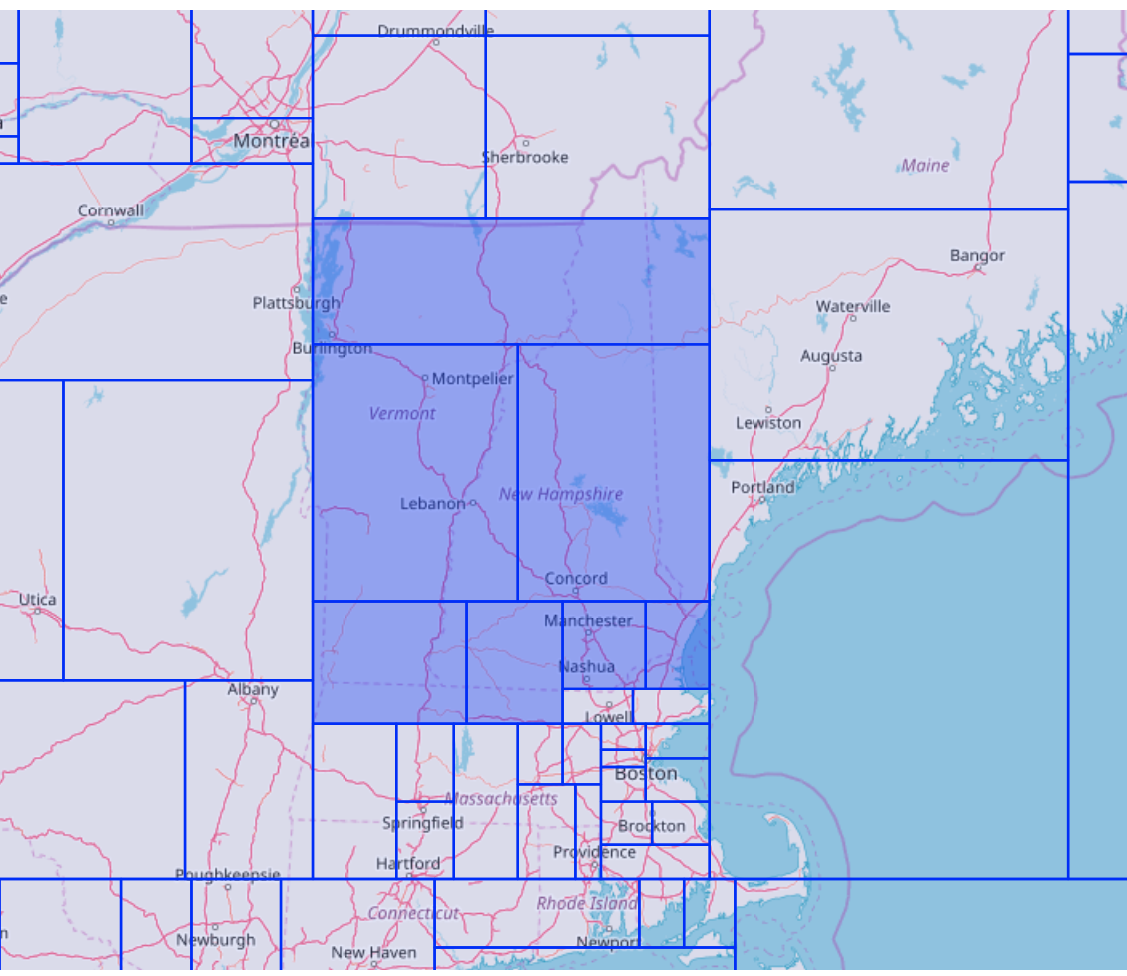 Drummondville
Montréa
Sherbrooke
Maine
Cornwall
Bangor
Plattsburgh
Waterville
Burlington
Augusta
Montpelier
Vermont
Lewiston
Portland
New Hampshire
Lebanon
Concord
Utica
Manchester
Nashua
Albany
Lowell
Boston
Massachusetts
Springfield
Brockton
Providence
Hartford
Poughkeepsie
Rhode Island
Connecticut
Newburgh
Newport
New Haven